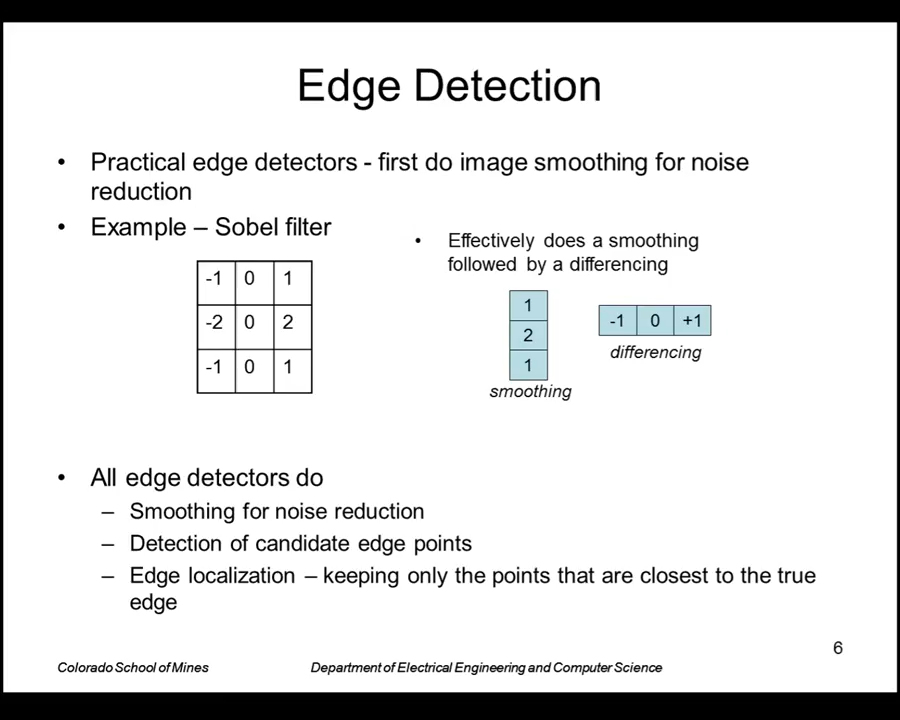 Edge Detection
• Practical edge detectors - first do image smoothing for noise
reduction
• Example – Sobel filter
-1 0 1
-2 0 2
-1 0 1
• Effectively does a smoothing
followed by a differencing
1
2
1
smoothing
-1 0 +1
differencing
• All edge detectors do
– Smoothing for noise reduction
– Detection of candidate edge points
– Edge localization – keeping only the points that are closest to the true
edge
6
Colorado School of Mines
Department of Electrical Engineering and Computer Science